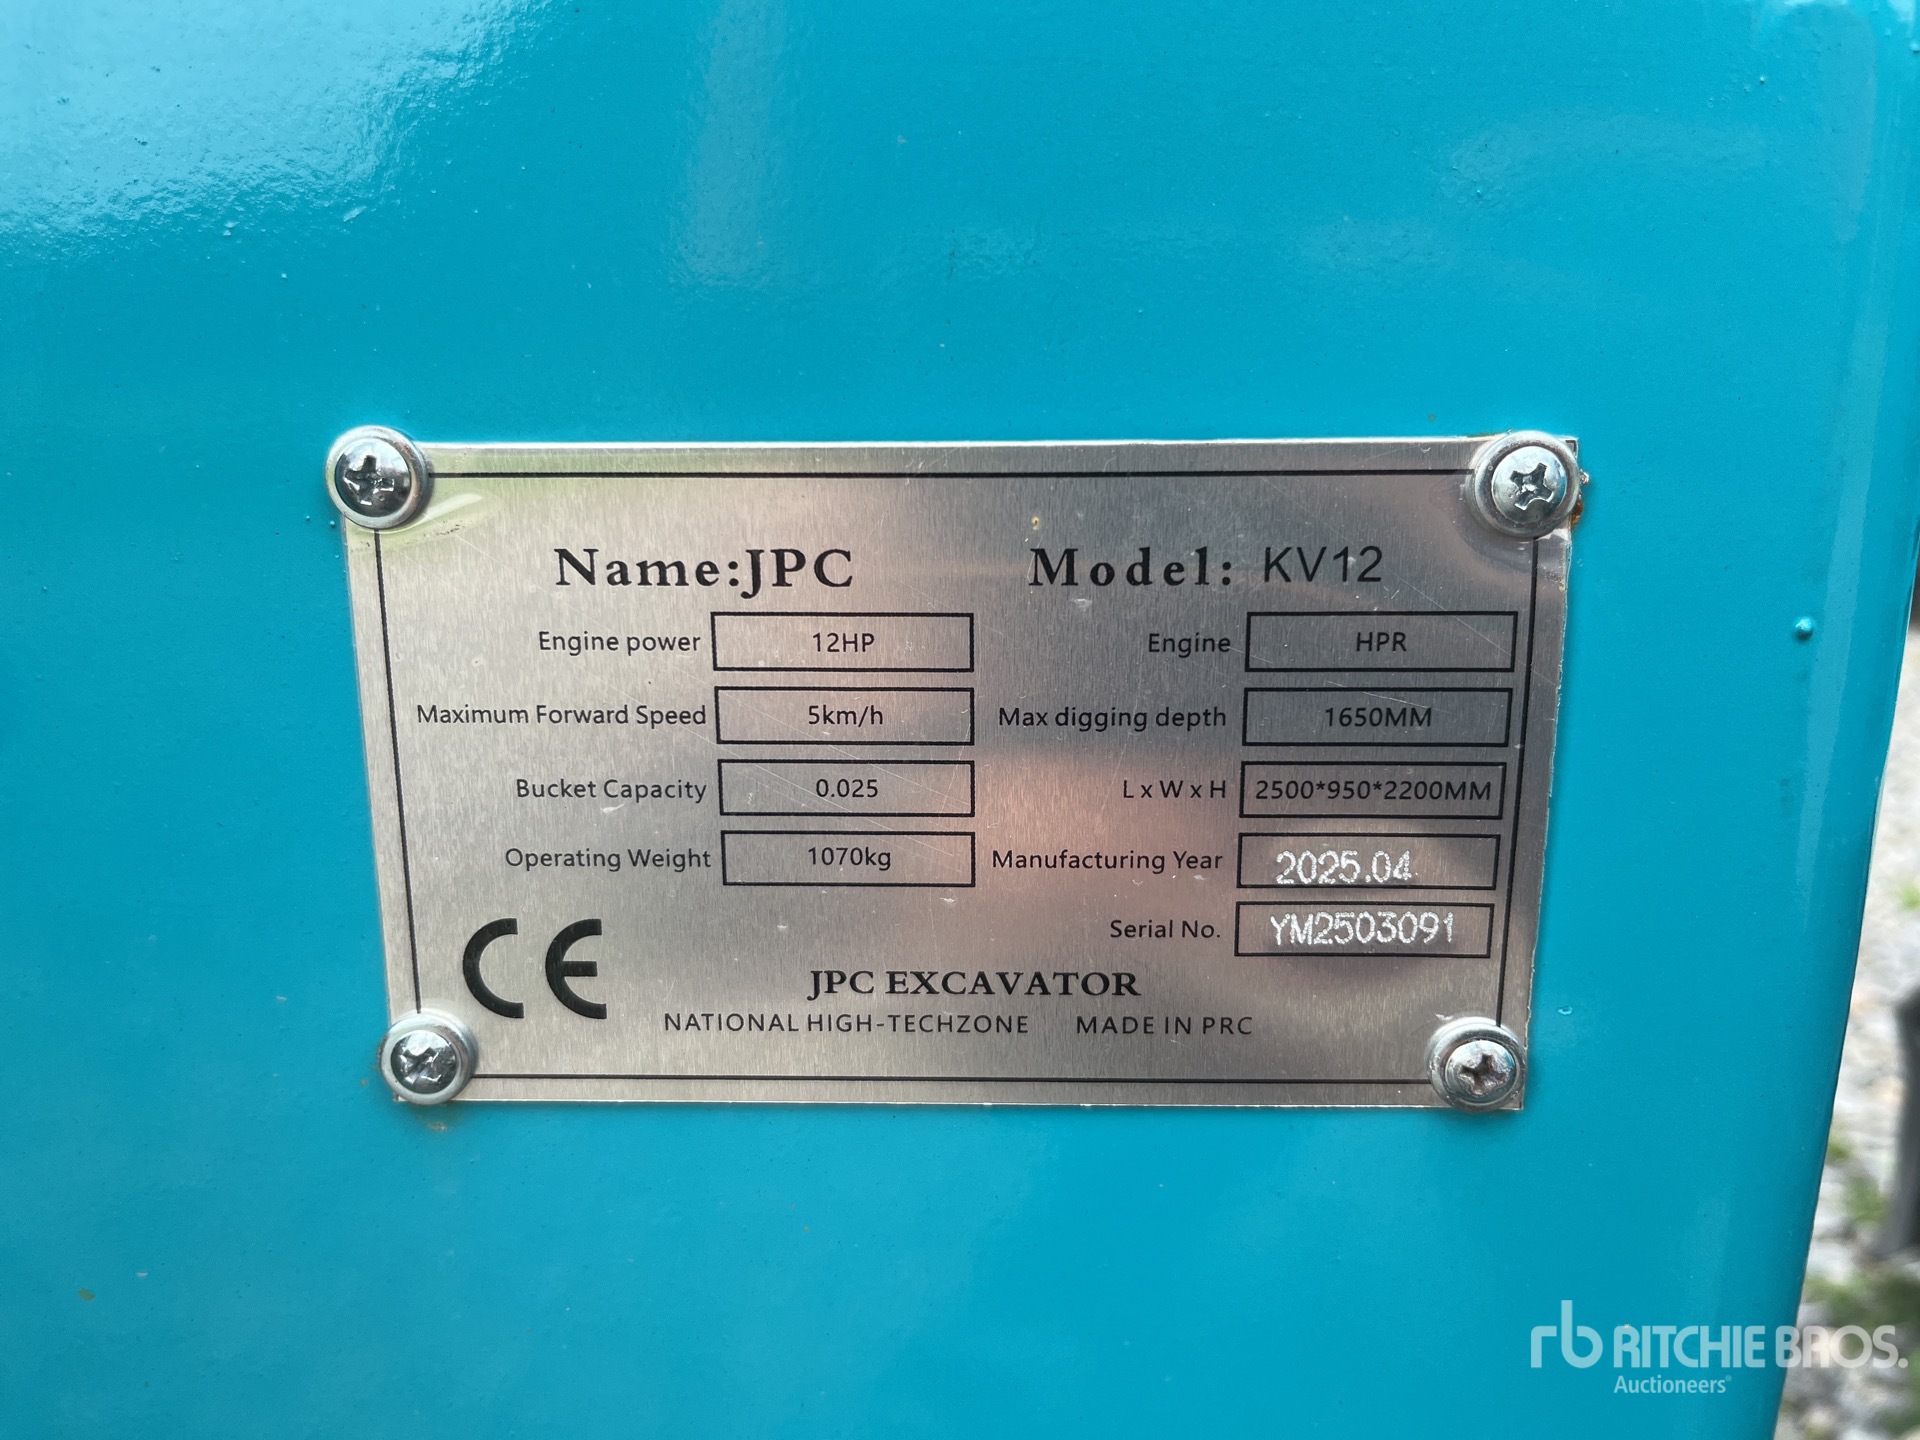 Name:JPC Model: KV12
Engine power 12HP Engine HPR
Maximum Forward Speed 5km/h Max digging depth 1650MM
Bucket Capacity 0.025 L x W x H 2500*950*2200MM
Operating Weight 1070kg Manufacturing Year 2025.04
Serial No. YM2503091
CE
JPC EXCAVATOR
NATIONAL HIGH-TECHZONE MADE IN PRC
rb RITCHIE BROS.
Auctioneers